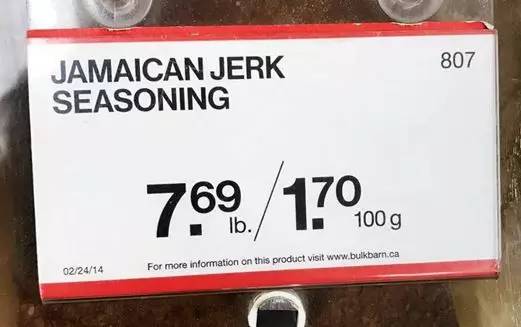 JAMAICAN JERK
SEASONING
807
7.69 lb. / 1.70 100 g
02/24/14
For more information on this product visit www.bulkbarn.ca